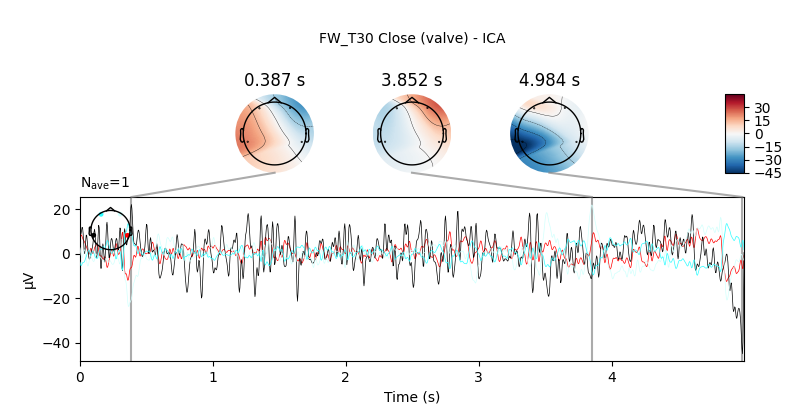 FW_T30 Close (valve) - ICA
0.387 s 3.852 s 4.984 s
30
15
0
−15
−30
−45
Nave=1
20
0
−20
−40
µV
0 1 2 3 4
Time (s)